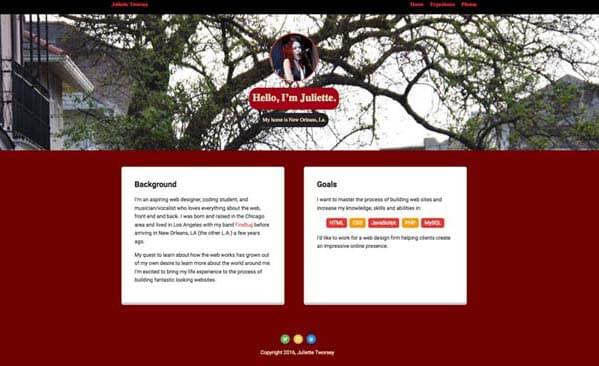 Juliette Tworsey
Home Experience Photos
Hello, I'm Juliette.
My home is New Orleans, La.
Background
I'm an aspiring web designer, coding student, and
musician/vocalist who loves everything about the web,
front end and back. I was born and raised in the Chicago
area and lived in Los Angeles with my band Firebug before
arriving in New Orleans, LA (the other L.A.) a few years
ago.
My quest to learn about how the web works has grown out
of my own desire to learn more about the world around me.
I'm excited to bring my life experience to the process of
building fantastic looking websites.
Goals
I want to master the process of building web sites and
increase my knowledge, skills and abilities in:
HTML CSS JavaScript PHP MySQL
I'd like to work for a web design firm helping clients create
an impressive online presence.
Copyright 2016, Juliette Tworsey